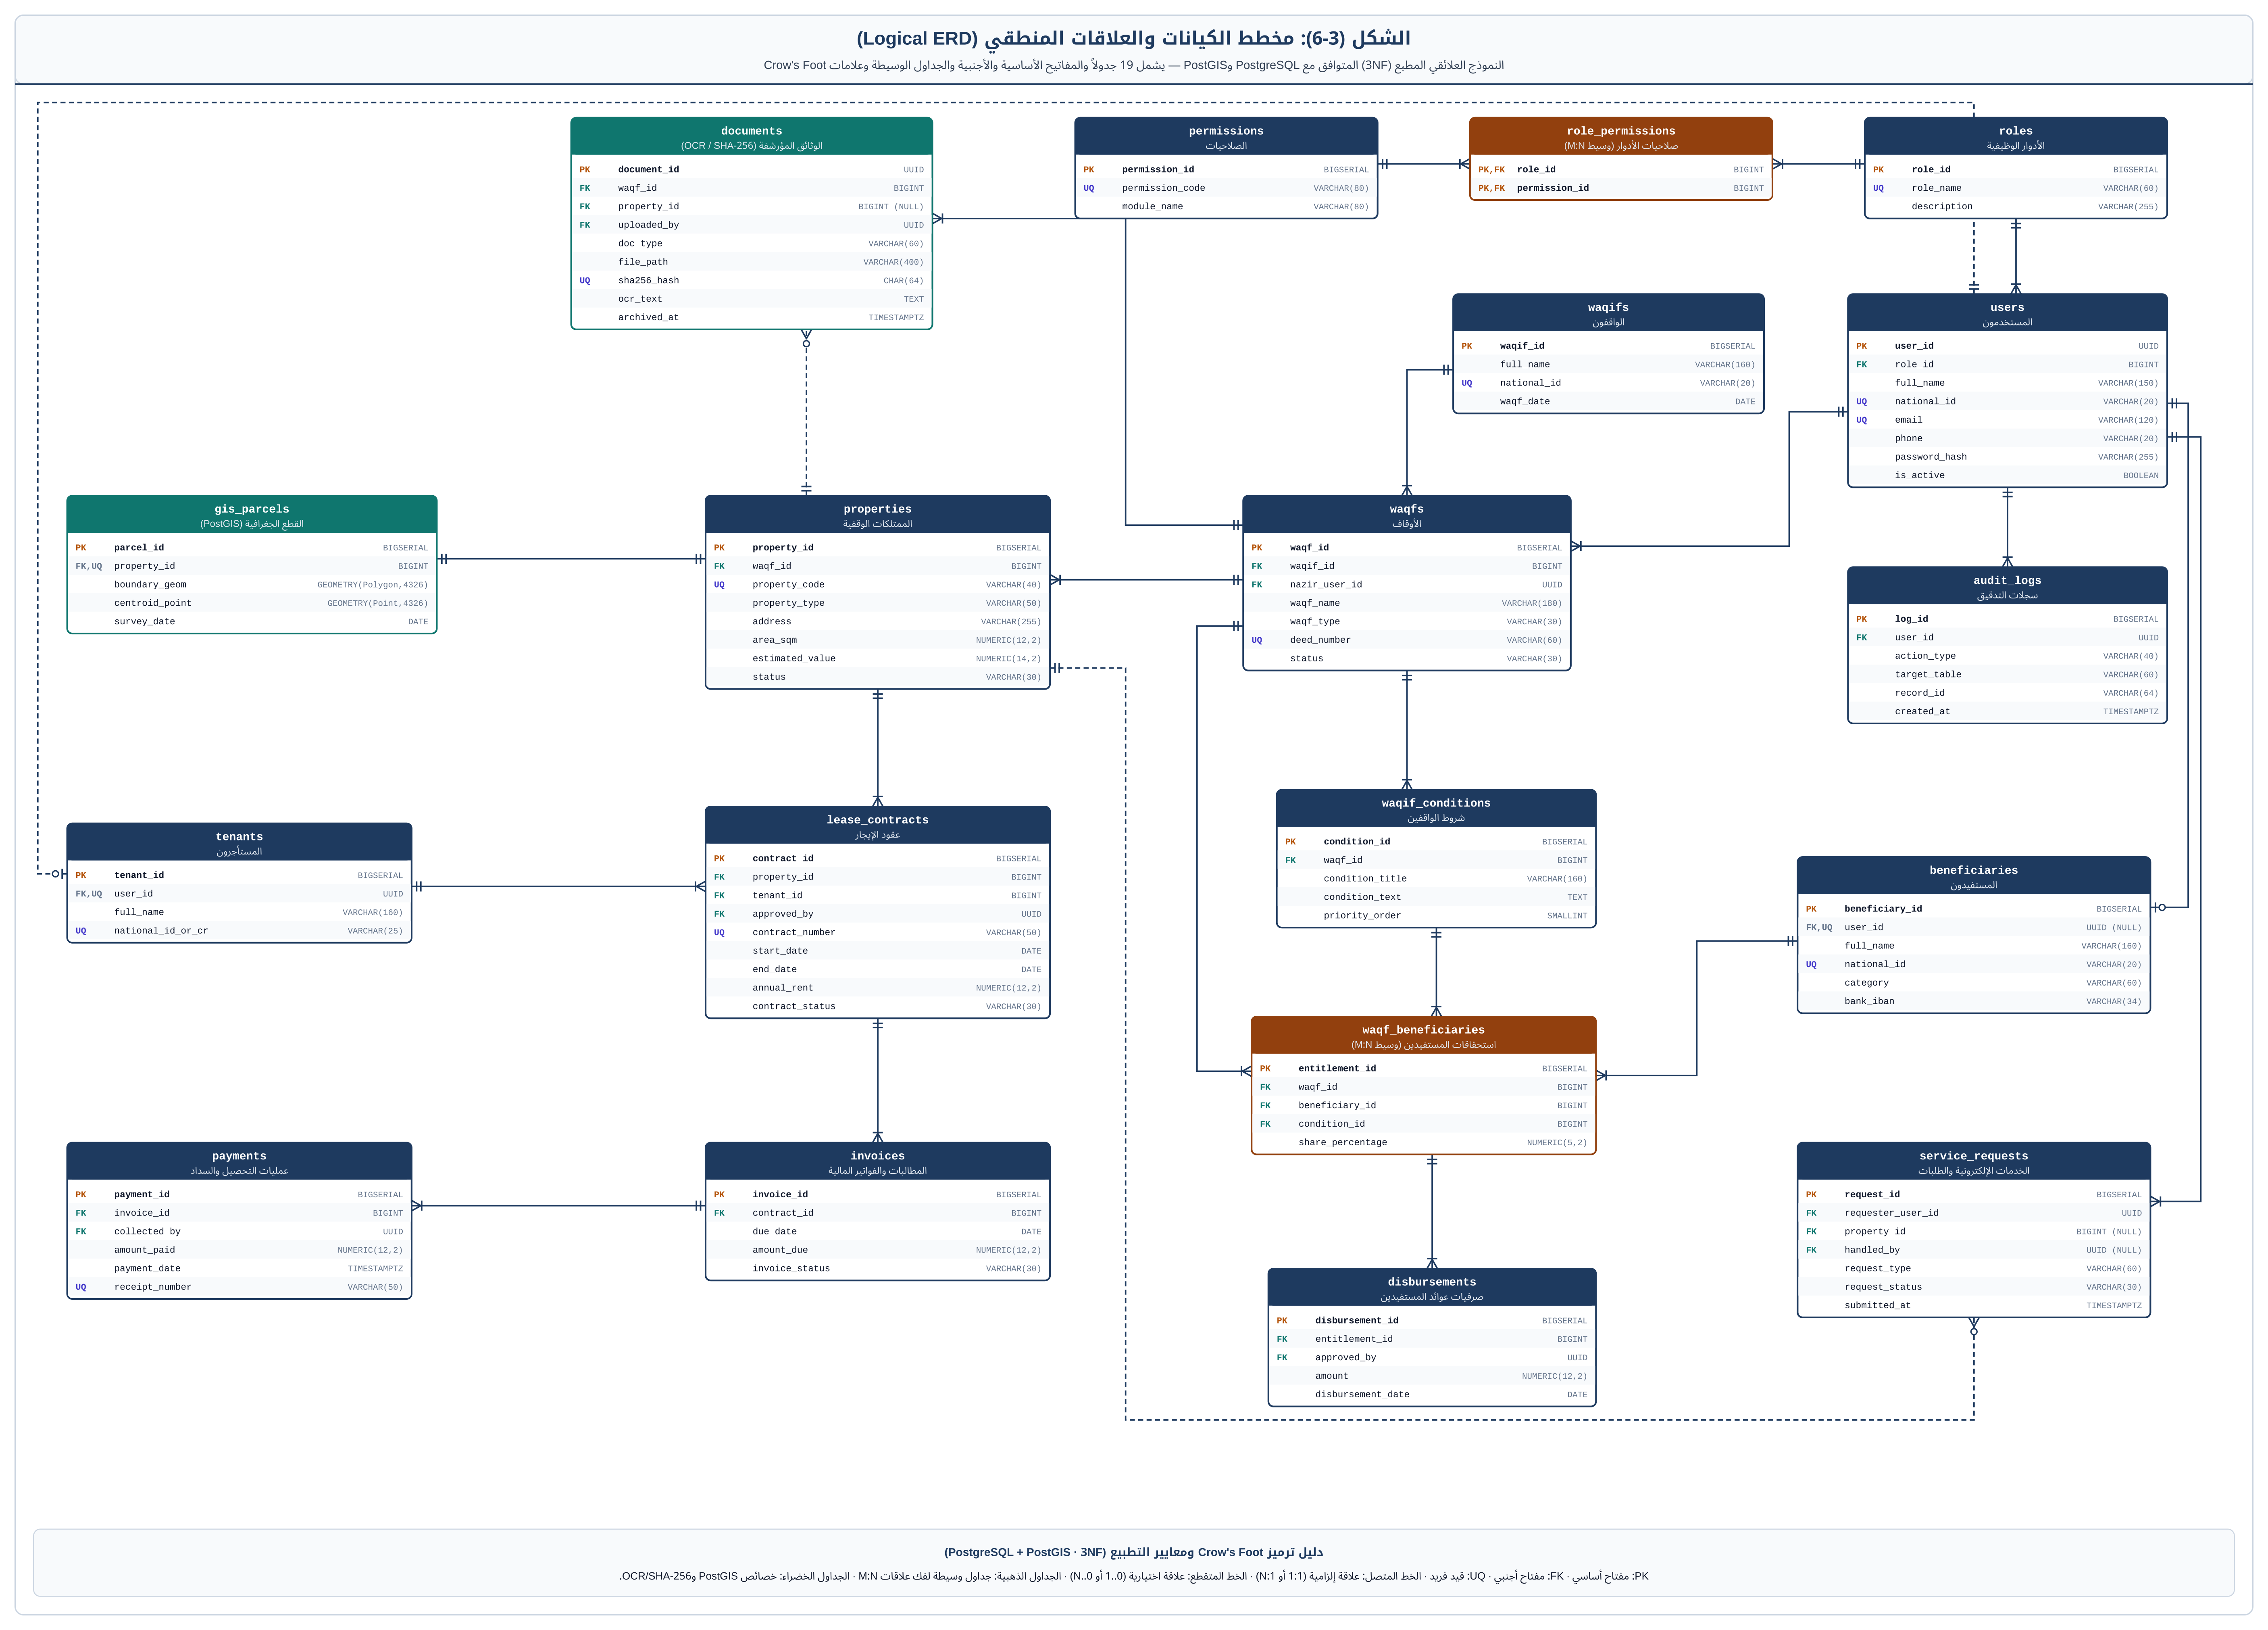 الشكل (3-6): مخطط الكيانات والعلاقات المنطقي (Logical ERD)
النموذج العلائقي المطبع (3NF) المتوافق مع PostgreSQL وPostGIS — يشمل 19 جدولاً والمفاتيح الأساسية والأجنبية والجداول الوسيطة وعلامات Crow's Foot
documents
الوثائق المؤرشفة (OCR / SHA-256)
PK document_id UUID
FK waqf_id BIGINT
FK property_id BIGINT (NULL)
FK uploaded_by UUID
doc_type VARCHAR(60)
file_path VARCHAR(400)
UQ sha256_hash CHAR(64)
ocr_text TEXT
archived_at TIMESTAMPTZ
permissions
الصلاحيات
PK permission_id BIGSERIAL
UQ permission_code VARCHAR(80)
module_name VARCHAR(80)
role_permissions
صلاحيات الأدوار (وسيط M:N)
PK,FK role_id BIGINT
PK,FK permission_id BIGINT
roles
الأدوار الوظيفية
PK role_id BIGSERIAL
UQ role_name VARCHAR(60)
description VARCHAR(255)
waqifs
الواقفون
PK waqif_id BIGSERIAL
full_name VARCHAR(160)
UQ national_id VARCHAR(20)
waqf_date DATE
users
المستخدمون
PK user_id UUID
FK role_id BIGINT
full_name VARCHAR(150)
UQ national_id VARCHAR(20)
UQ email VARCHAR(120)
phone VARCHAR(20)
password_hash VARCHAR(255)
is_active BOOLEAN
gis_parcels
القطع الجغرافية (PostGIS)
PK parcel_id BIGSERIAL
FK,UQ property_id BIGINT
boundary_geom GEOMETRY(Polygon,4326)
centroid_point GEOMETRY(Point,4326)
survey_date DATE
properties
الممتلكات الوقفية
PK property_id BIGSERIAL
FK waqf_id BIGINT
UQ property_code VARCHAR(40)
property_type VARCHAR(50)
address VARCHAR(255)
area_sqm NUMERIC(12,2)
estimated_value NUMERIC(14,2)
status VARCHAR(30)
waqfs
الأوقاف
PK waqf_id BIGSERIAL
FK waqif_id BIGINT
FK nazir_user_id UUID
waqf_name VARCHAR(180)
waqf_type VARCHAR(30)
UQ deed_number VARCHAR(60)
status VARCHAR(30)
audit_logs
سجلات التدقيق
PK log_id BIGSERIAL
FK user_id UUID
action_type VARCHAR(40)
target_table VARCHAR(60)
record_id VARCHAR(64)
created_at TIMESTAMPTZ
tenants
المستأجرون
PK tenant_id BIGSERIAL
FK,UQ user_id UUID
full_name VARCHAR(160)
UQ national_id_or_cr VARCHAR(25)
lease_contracts
عقود الإيجار
PK contract_id BIGSERIAL
FK property_id BIGINT
FK tenant_id BIGINT
FK approved_by UUID
UQ contract_number VARCHAR(50)
start_date DATE
end_date DATE
annual_rent NUMERIC(12,2)
contract_status VARCHAR(30)
waqif_conditions
شروط الواقفين
PK condition_id BIGSERIAL
FK waqf_id BIGINT
condition_title VARCHAR(160)
condition_text TEXT
priority_order SMALLINT
beneficiaries
المستفيدون
PK beneficiary_id BIGSERIAL
FK,UQ user_id UUID (NULL)
full_name VARCHAR(160)
UQ national_id VARCHAR(20)
category VARCHAR(60)
bank_iban VARCHAR(34)
waqf_beneficiaries
استحقاقات المستفيدين (وسيط M:N)
PK entitlement_id BIGSERIAL
FK waqf_id BIGINT
FK beneficiary_id BIGINT
FK condition_id BIGINT
share_percentage NUMERIC(5,2)
payments
عمليات التحصيل والسداد
PK payment_id BIGSERIAL
FK invoice_id BIGINT
FK collected_by UUID
amount_paid NUMERIC(12,2)
payment_date TIMESTAMPTZ
UQ receipt_number VARCHAR(50)
invoices
المطالبات والفواتير المالية
PK invoice_id BIGSERIAL
FK contract_id BIGINT
due_date DATE
amount_due NUMERIC(12,2)
invoice_status VARCHAR(30)
service_requests
الخدمات الإلكترونية والطلبات
PK request_id BIGSERIAL
FK requester_user_id UUID
FK property_id BIGINT (NULL)
FK handled_by UUID (NULL)
request_type VARCHAR(60)
request_status VARCHAR(30)
submitted_at TIMESTAMPTZ
disbursements
صرفيات عوائد المستفيدين
PK disbursement_id BIGSERIAL
FK entitlement_id BIGINT
FK approved_by UUID
amount NUMERIC(12,2)
disbursement_date DATE
دليل ترميز Crow's Foot ومعايير التطبيع (PostgreSQL + PostGIS · 3NF)
PK: مفتاح أساسي · FK: مفتاح أجنبي · UQ: قيد فريد · الخط المتصل: علاقة إلزامية (1:1 أو 1:N) · الخط المتقطع: علاقة اختيارية (0..1 أو 0..N) · الجداول الذهبية: جداول وسيطة لفك علاقات M:N · الجداول الخضراء: خصائص PostGIS وOCR/SHA-256.